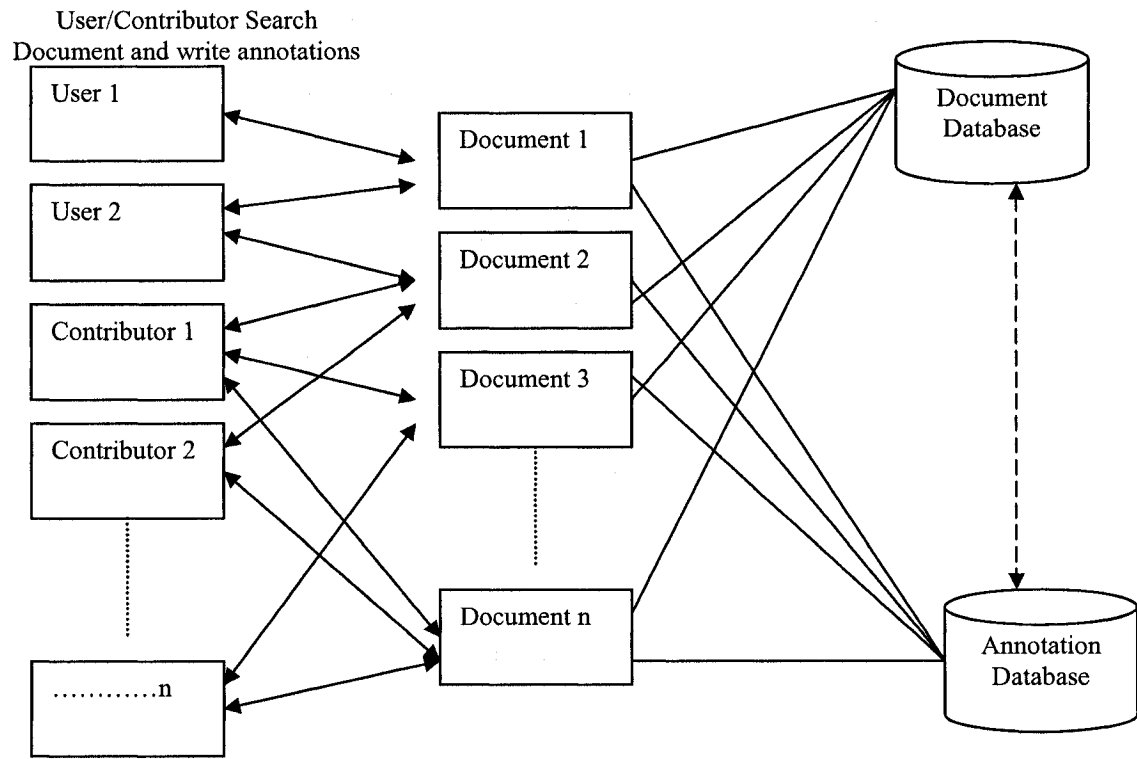 User/Contributor Search
Document and write annotations
User 1
User 2
Contributor 1
Contributor 2
…………n
Document 1
Document 2
Document 3
Document n
Document
Database
Annotation
Database